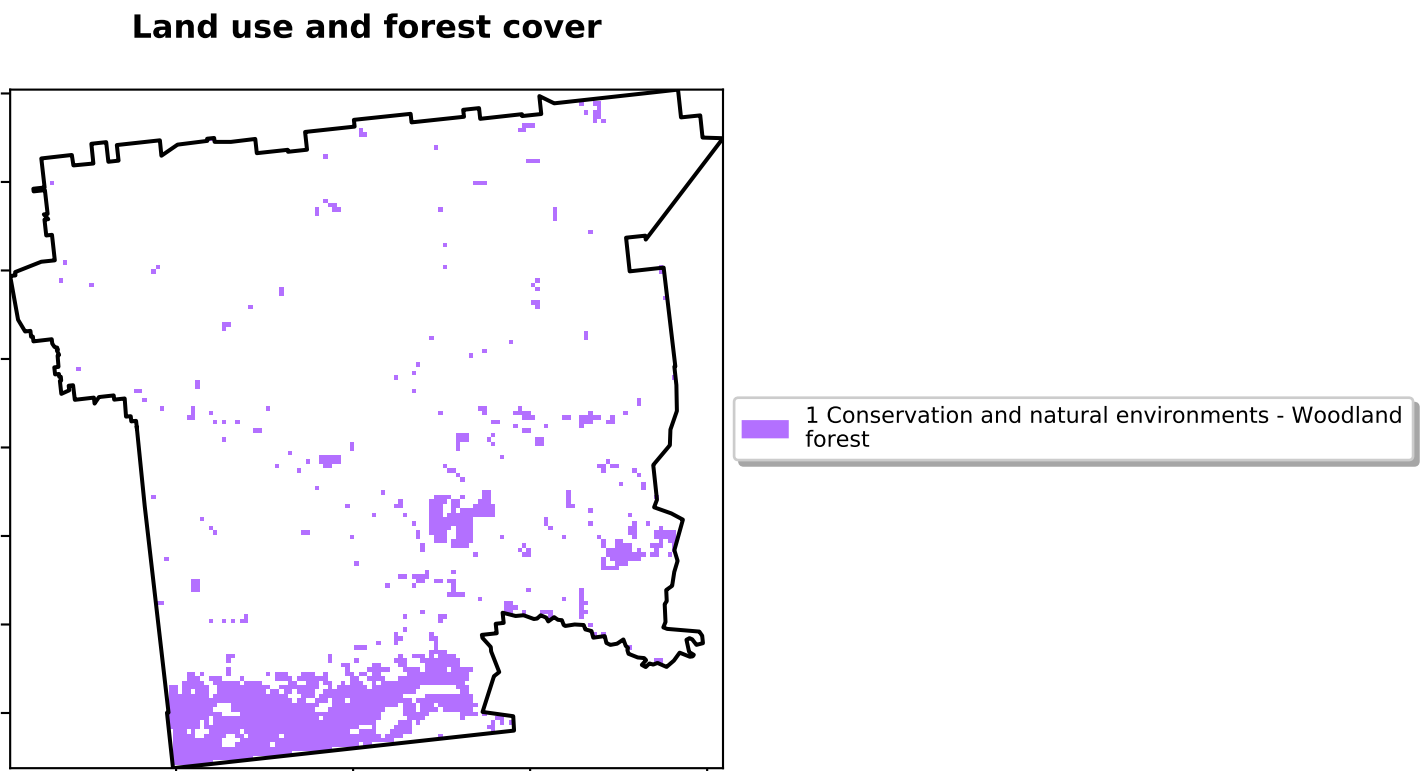 Land use and forest cover
1 Conservation and natural environments - Woodland
forest